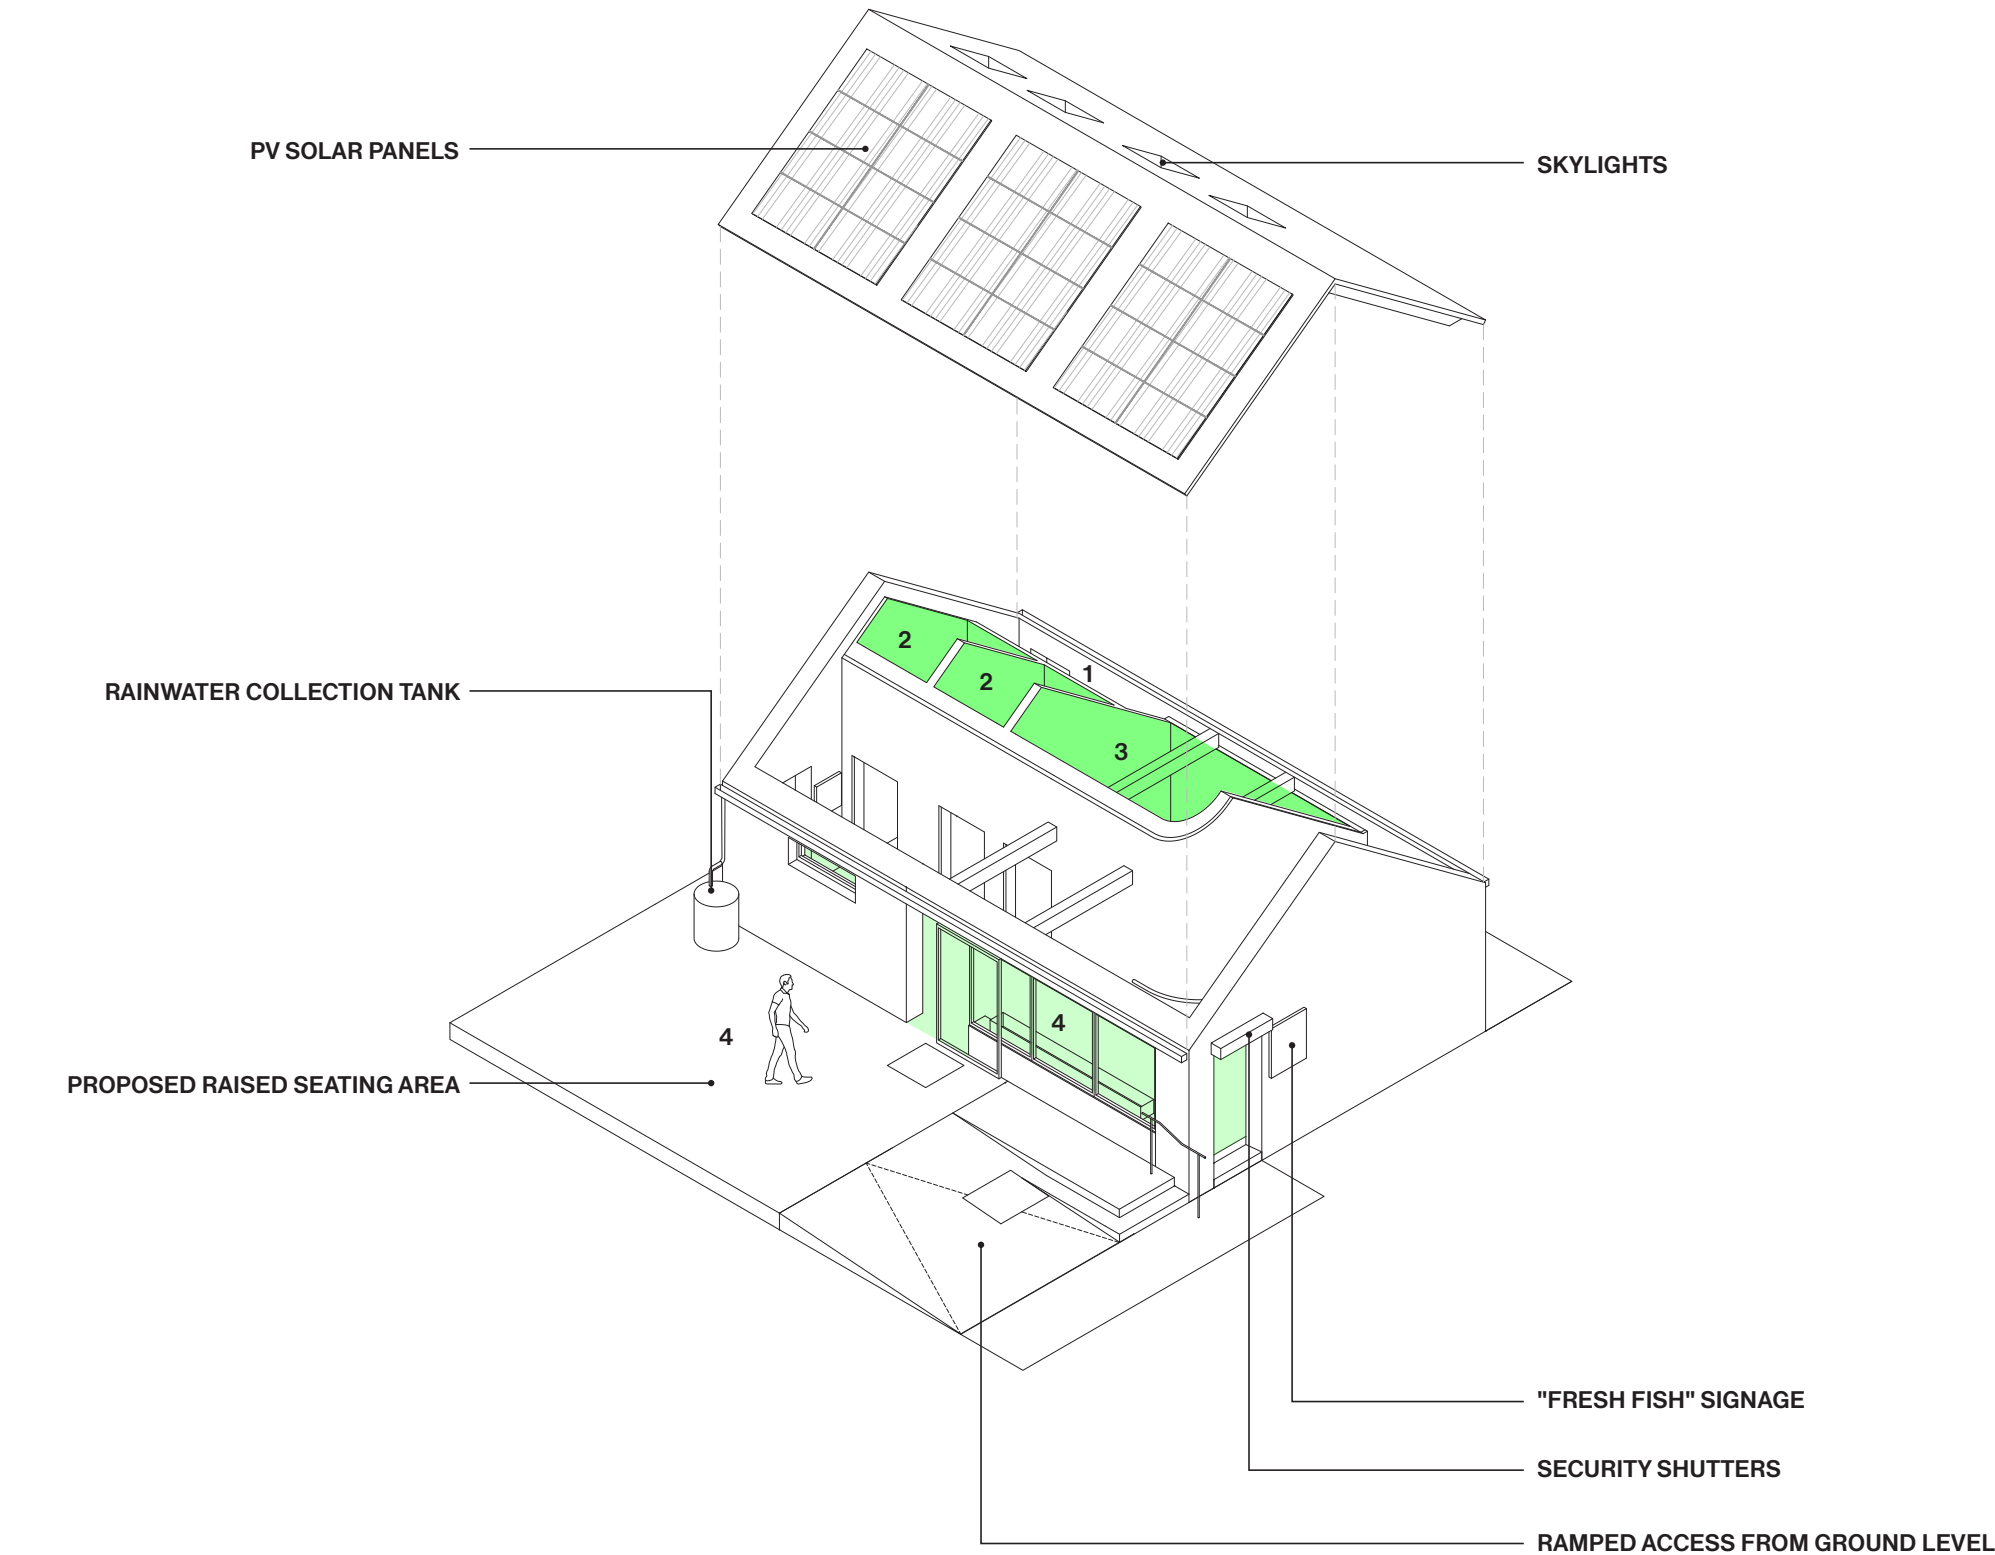 PV SOLAR PANELS
SKYLIGHTS
2
2
1
3
RAINWATER COLLECTION TANK
4
4
PROPOSED RAISED SEATING AREA
"FRESH FISH" SIGNAGE
SECURITY SHUTTERS
RAMPED ACCESS FROM GROUND LEVEL